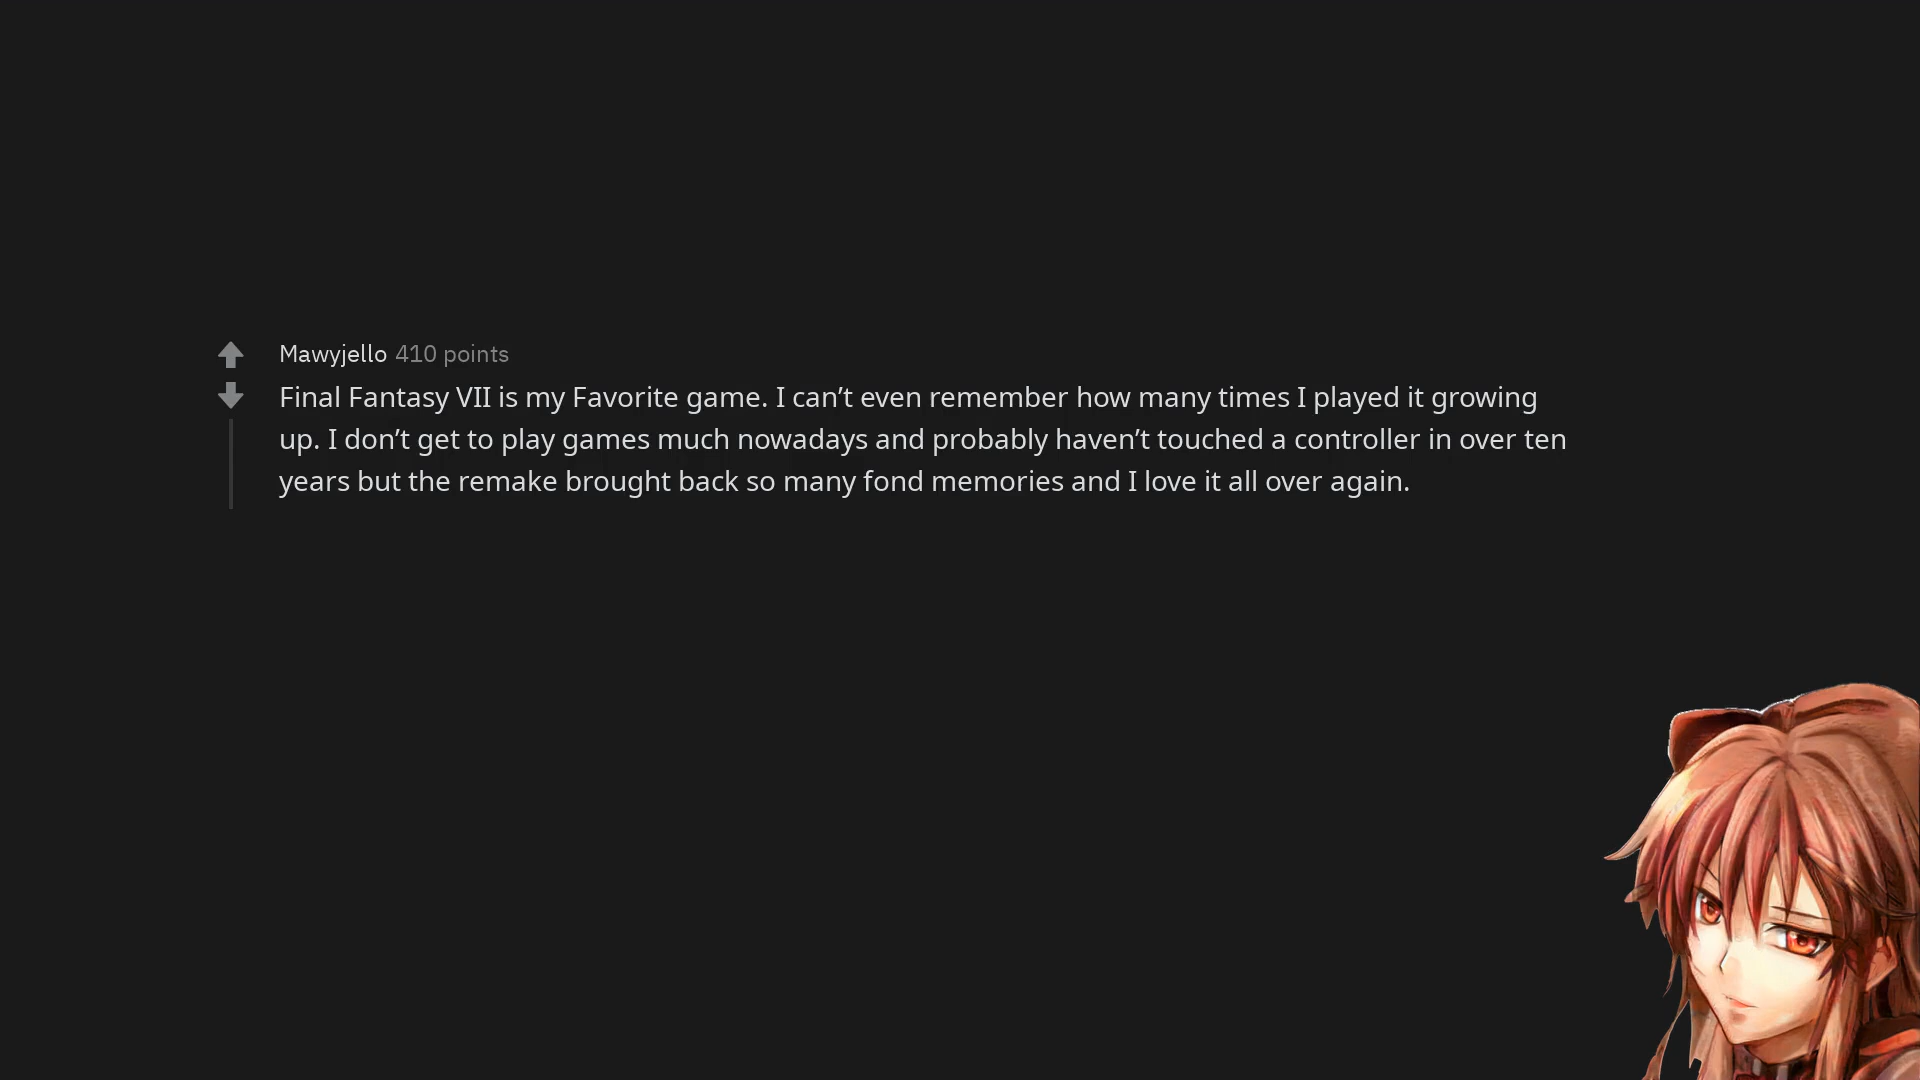 Mawyjello 410 points
Final Fantasy VII is my Favorite game. I can’t even remember how many times I played it growing
up. I don’t get to play games much nowadays and probably haven’t touched a controller in over ten
years but the remake brought back so many fond memories and I love it all over again.